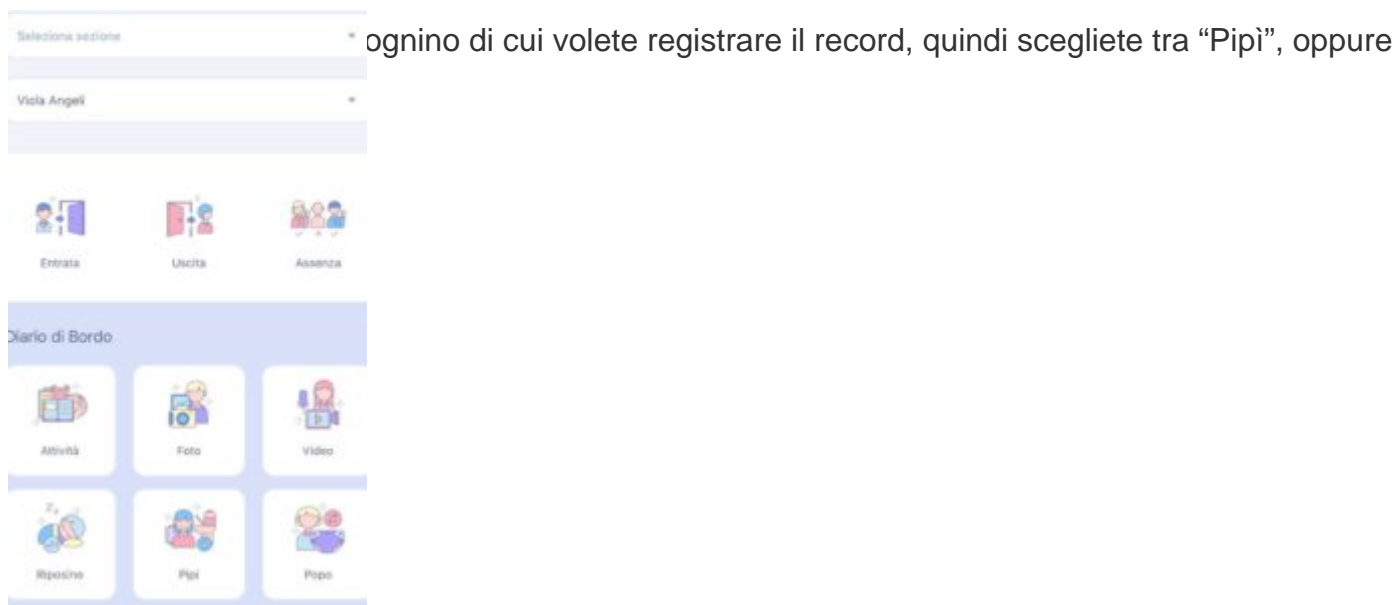 Seleziona sezione
ognino di cui volete registrare il record, quindi scegliete tra “Pipì”, oppure
Viola Angeli
Entrata Uscita Assenza
Diario di Bordo
Attività Foto Video
Riposino Pipì Popo